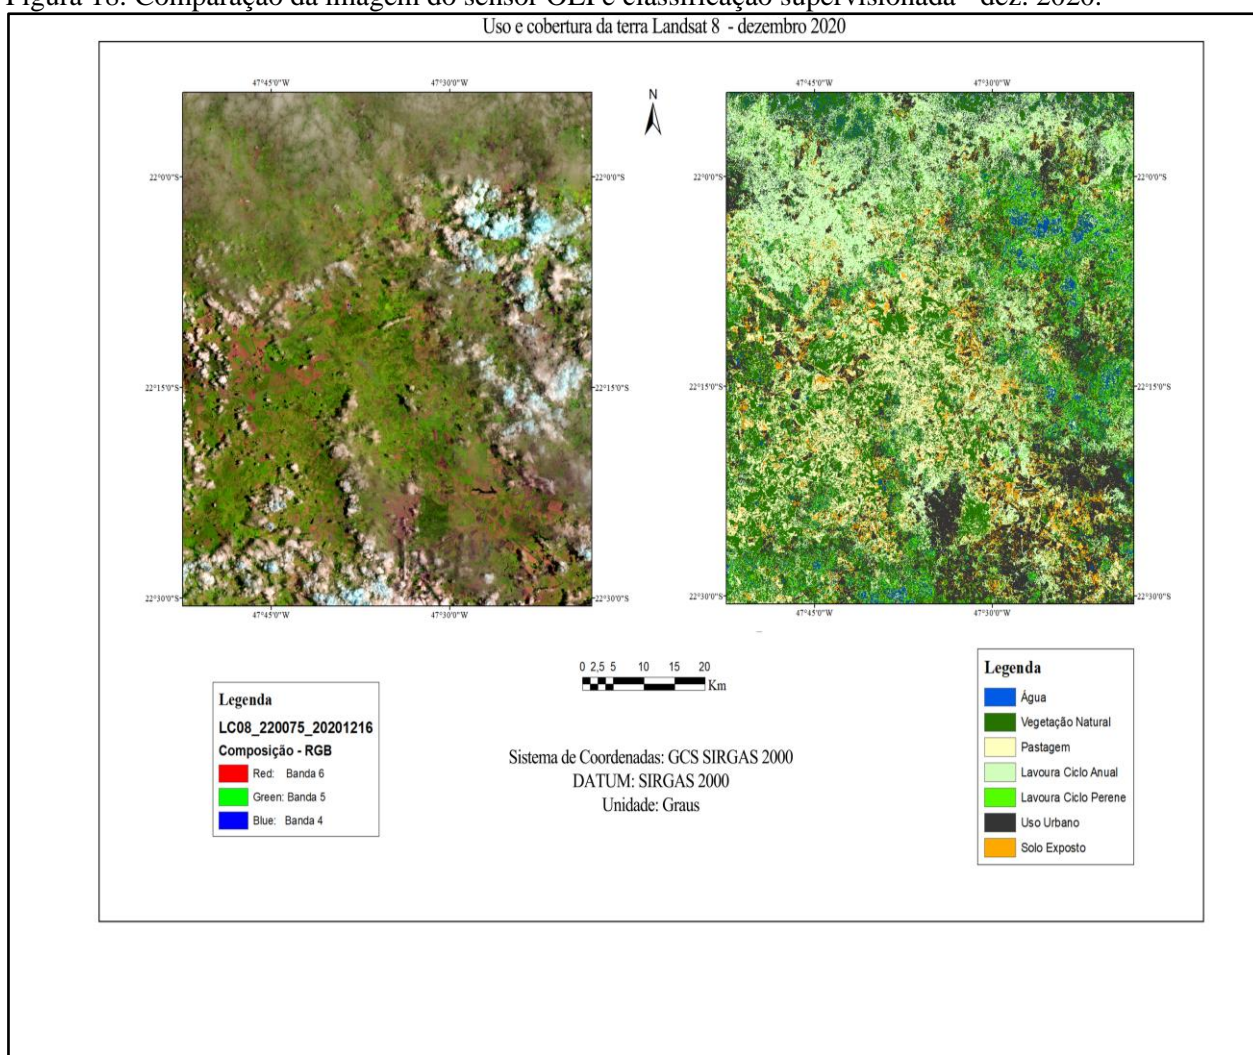 Figura 18: Comparação da imagem do sensor OLI e classificação supervisionada - dez. 2020.
Uso e cobertura da terra Landsat 8 - dezembro 2020
47°45'0"W
47°30'0"W
N
47°45'0"W
47°30'0"W
22°0'0"S
22°0'0"S
22°0'0"S
22°0'0"S
22°15'0"S
22°15'0"S
22°15'0"S
22°15'0"S
22°30'0"S
22°30'0"S
22°30'0"S
22°30'0"S
47°45'0"W
47°30'0"W
47°45'0"W
47°30'0"W
0 2,5 5 10 15 20
Km
Legenda
LC08_220075_20201216
Composição - RGB
Red: Banda 6
Green: Banda 5
Blue: Banda 4
Sistema de Coordenadas: GCS SIRGAS 2000
DATUM: SIRGAS 2000
Unidade: Graus
Legenda
Água
Vegetação Natural
Pastagem
Lavoura Ciclo Anual
Lavoura Ciclo Perene
Uso Urbano
Solo Exposto